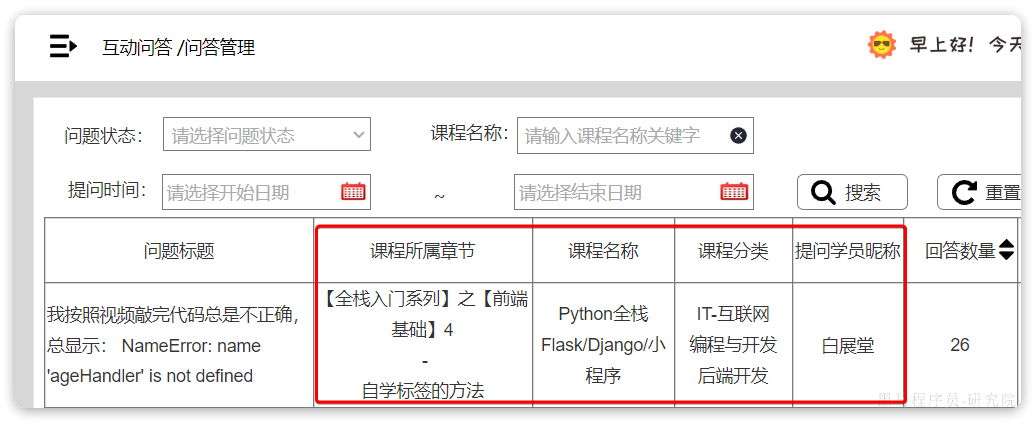 互动问答 /问答管理
早上好！今天
问题状态：
请选择问题状态
课程名称：
请输入课程名称关键字
提问时间：
请选择开始日期
~
请选择结束日期
搜索
重置
问题标题
课程所属章节
课程名称
课程分类
提问学员昵称
回答数量
我按照视频敲完代码总是不正确，
总显示： NameError: name
'ageHandler' is not defined
【全栈入门系列】之【前端
基础】4
-
自学标签的方法
Python全栈
Flask/Django/小
程序
IT-互联网
编程与开发
后端开发
白展堂
26
黑马程序员-研究院